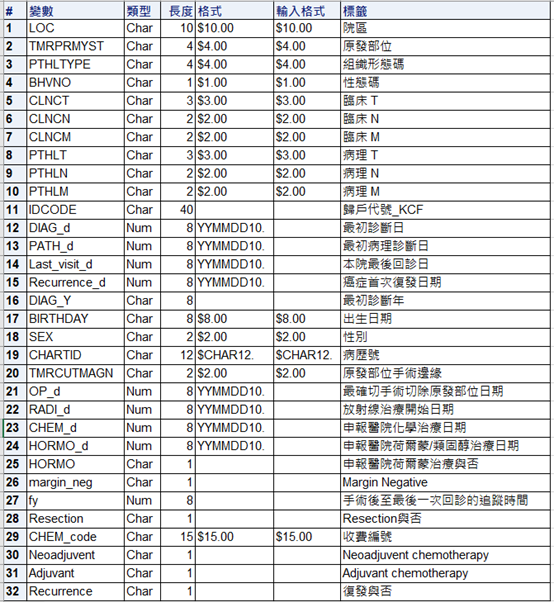 # 變數 類型 長度 格式 輸入格式 標籤
1 LOC Char 10 $10.00 $10.00 院區
2 TMRPRMYST Char 4 $4.00 $4.00 原發部位
3 PTHLTYPE Char 4 $4.00 $4.00 組織形態碼
4 BHVNO Char 1 $1.00 $1.00 性態碼
5 CLNCT Char 3 $3.00 $3.00 臨床 T
6 CLNCN Char 2 $2.00 $2.00 臨床 N
7 CLNCM Char 2 $2.00 $2.00 臨床 M
8 PTHLT Char 3 $3.00 $3.00 病理 T
9 PTHLN Char 2 $2.00 $2.00 病理 N
10 PTHLM Char 2 $2.00 $2.00 病理 M
11 IDCODE Char 40 歸戶代號_KCF
12 DIAG_d Num 8 YYMMDD10. 最初診斷日
13 PATH_d Num 8 YYMMDD10. 最初病理診斷日
14 Last_visit_d Num 8 YYMMDD10. 本院最後回診日
15 Recurrence_d Num 8 YYMMDD10. 癌症首次復發日期
16 DIAG_Y Char 8 最初診斷年
17 BIRTHDAY Char 8 $8.00 $8.00 出生日期
18 SEX Char 2 $2.00 $2.00 性別
19 CHARTID Char 12 $CHAR12. $CHAR12. 病歷號
20 TMRCUTMAGN Char 2 $2.00 $2.00 原發部位手術邊緣
21 OP_d Num 8 YYMMDD10. 最確切手術切除原發部位日期
22 RADI_d Num 8 YYMMDD10. 放射線治療開始日期
23 CHEM_d Num 8 YYMMDD10. 申報醫院化學治療日期
24 HORMO_d Num 8 YYMMDD10. 申報醫院荷爾蒙/類固醇治療日期
25 HORMO Char 1 申報醫院荷爾蒙治療與否
26 margin_neg Char 1 Margin Negative
27 fy Num 8 手術後至最後一次回診的追蹤時間
28 Resection Char 1 Resection與否
29 CHEM_code Char 15 $15.00 $15.00 收費編號
30 Neoadjuvent Char 1 Neoadjuvent chemotherapy
31 Adjuvant Char 1 Adjuvant chemotherapy
32 Recurrence Char 1 復發與否